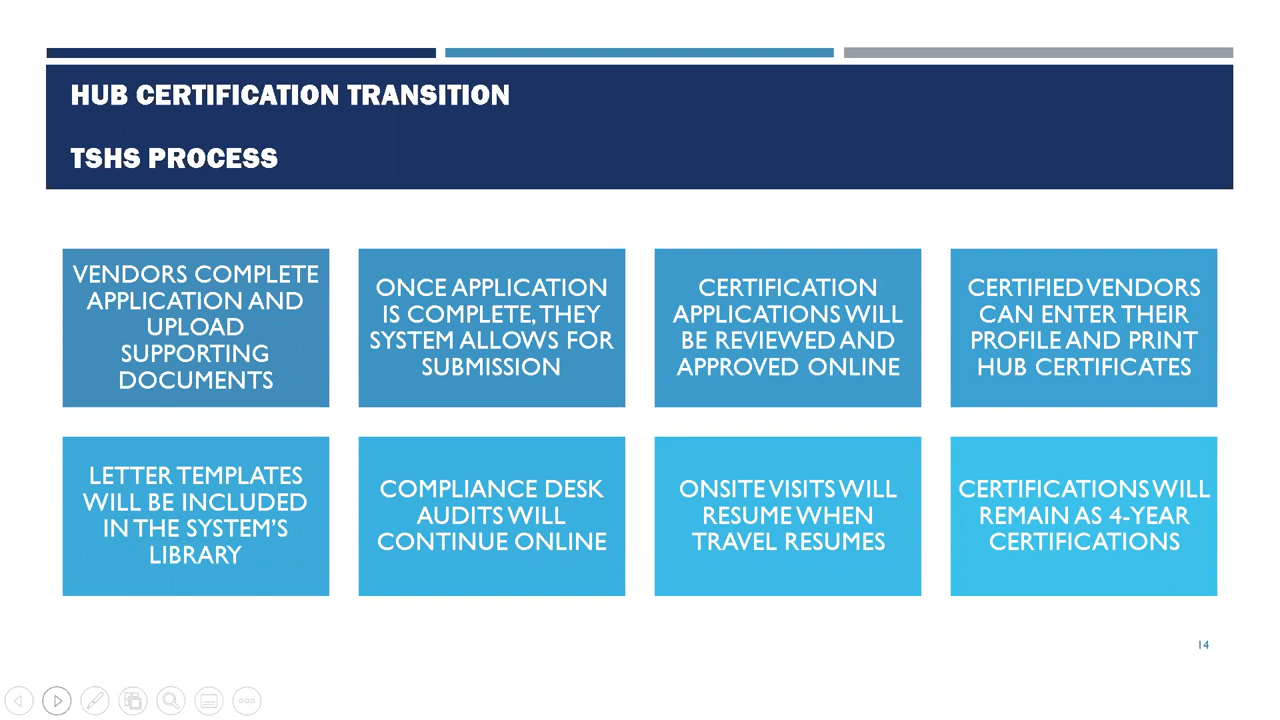 HUB CERTIFICATION TRANSITION
TSHS PROCESS
VENDORS COMPLETE
APPLICATION AND
UPLOAD
SUPPORTING
DOCUMENTS
ONCE APPLICATION
IS COMPLETE, THEY
SYSTEM ALLOWS FOR
SUBMISSION
CERTIFICATION
APPLICATIONS WILL
BE REVIEWED AND
APPROVED ONLINE
CERTIFIED VENDORS
CAN ENTER THEIR
PROFILE AND PRINT
HUB CERTIFICATES
LETTER TEMPLATES
WILL BE INCLUDED
IN THE SYSTEM'S
LIBRARY
COMPLIANCE DESK
AUDITS WILL
CONTINUE ONLINE
ONSITE VISITS WILL
RESUME WHEN
TRAVEL RESUMES
CERTIFICATIONS WILL
REMAIN AS 4-YEAR
CERTIFICATIONS
14